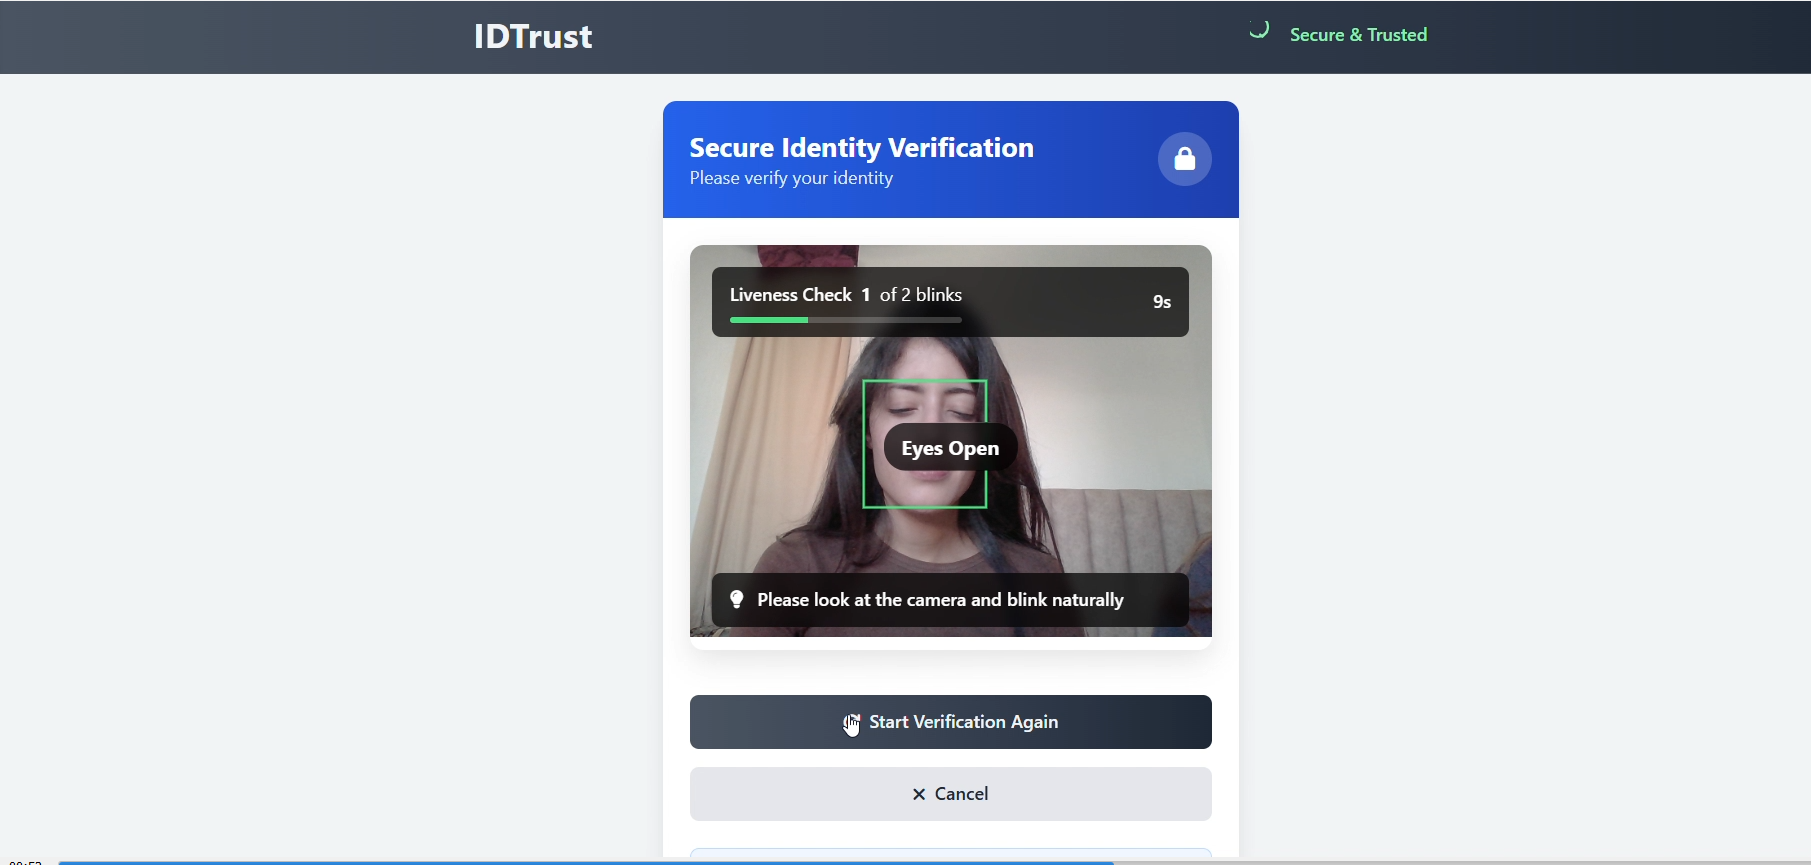 IDTrust
Secure & Trusted
Secure Identity Verification
Please verify your identity
Liveness Check 1 of 2 blinks
9s
Eyes Open
Please look at the camera and blink naturally
Start Verification Again
Cancel